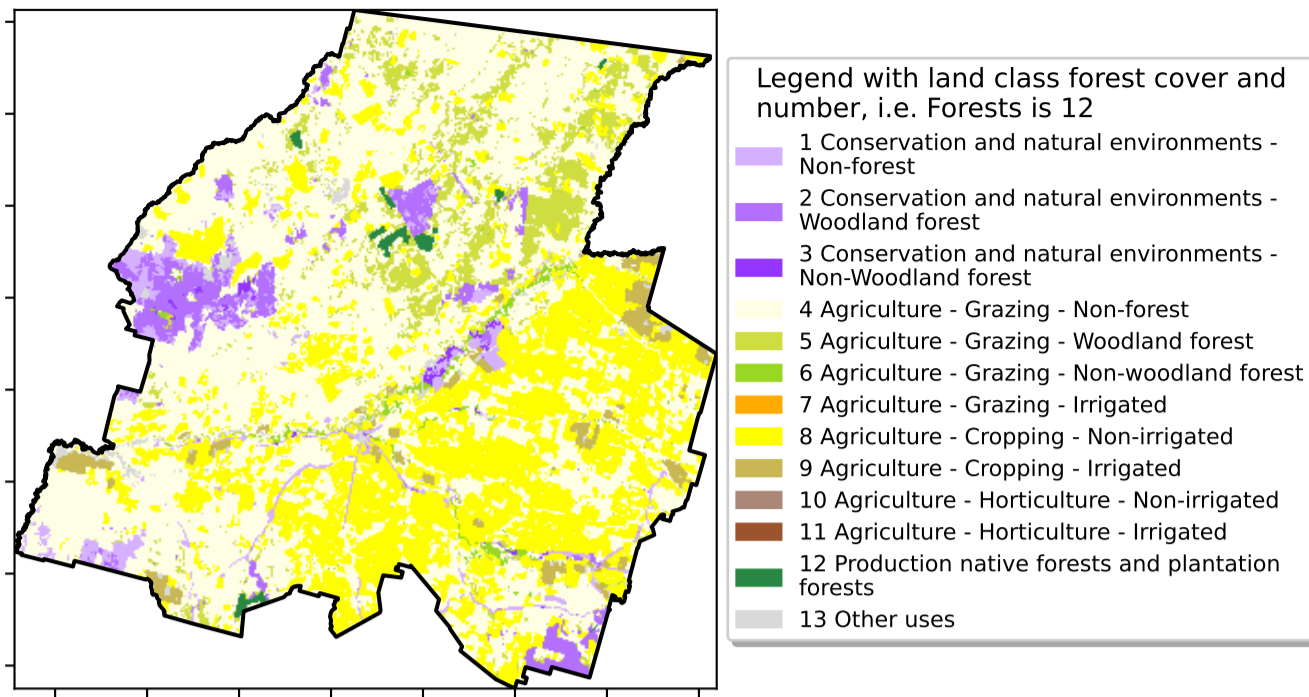 Legend with land class forest cover and
number, i.e. Forests is 12
1 Conservation and natural environments -
Non-forest
2 Conservation and natural environments -
Woodland forest
3 Conservation and natural environments -
Non-Woodland forest
4 Agriculture - Grazing - Non-forest
5 Agriculture - Grazing - Woodland forest
6 Agriculture - Grazing - Non-woodland forest
7 Agriculture - Grazing - Irrigated
8 Agriculture - Cropping - Non-irrigated
9 Agriculture - Cropping - Irrigated
10 Agriculture - Horticulture - Non-irrigated
11 Agriculture - Horticulture - Irrigated
12 Production native forests and plantation
forests
13 Other uses